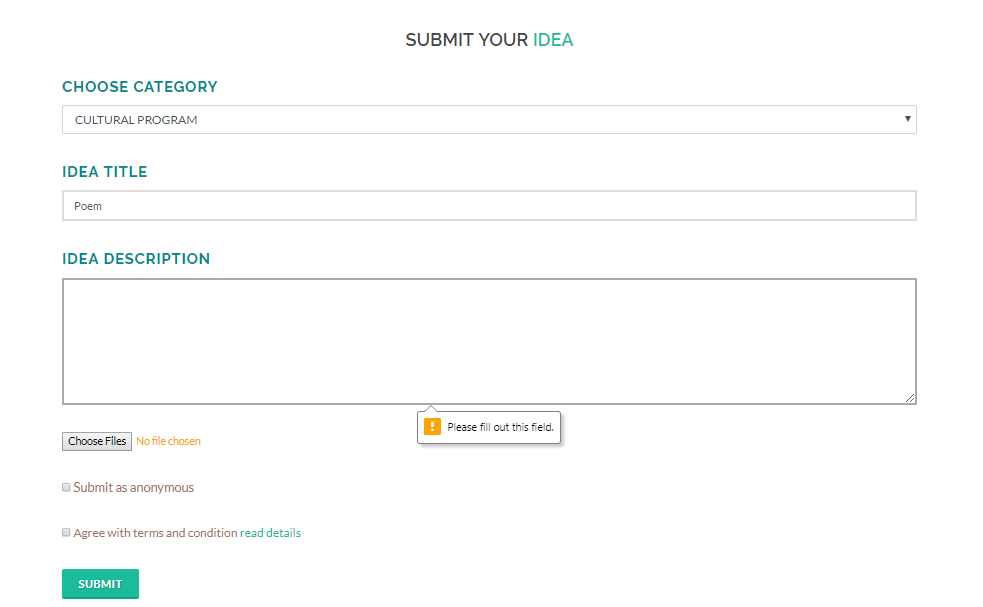 SUBMIT YOUR IDEA
CHOOSE CATEGORY
CULTURAL PROGRAM
IDEA TITLE
Poem
IDEA DESCRIPTION
Please fill out this field.
Choose Files No file chosen
Submit as anonymous
Agree with terms and condition read details
SUBMIT